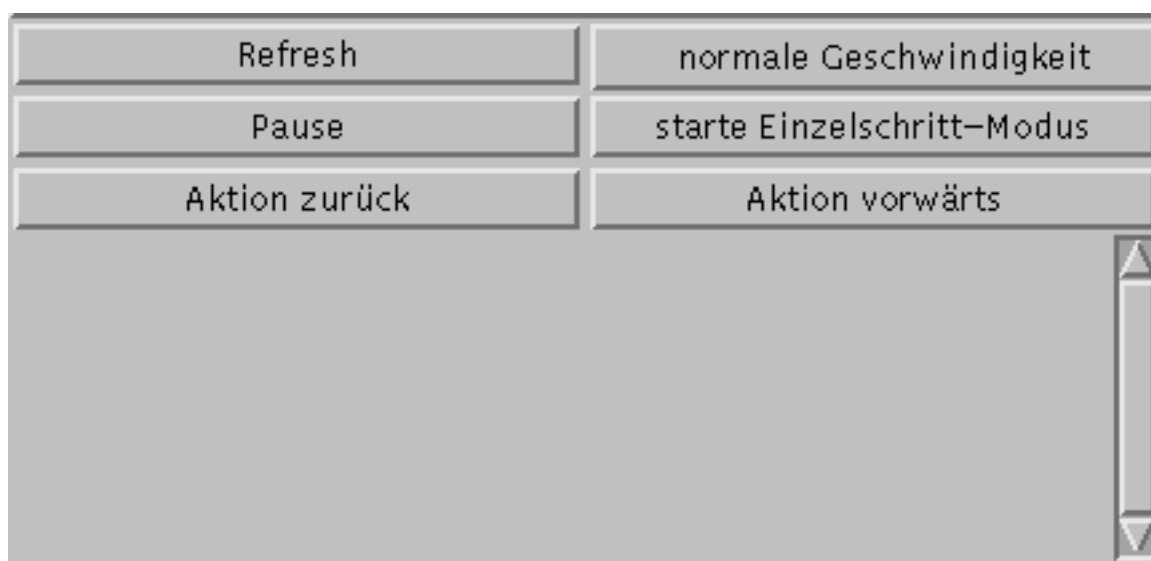 Refresh
normale Geschwindigkeit
Pause
starte Einzelschritt-Modus
Aktion zurück
Aktion vorwärts